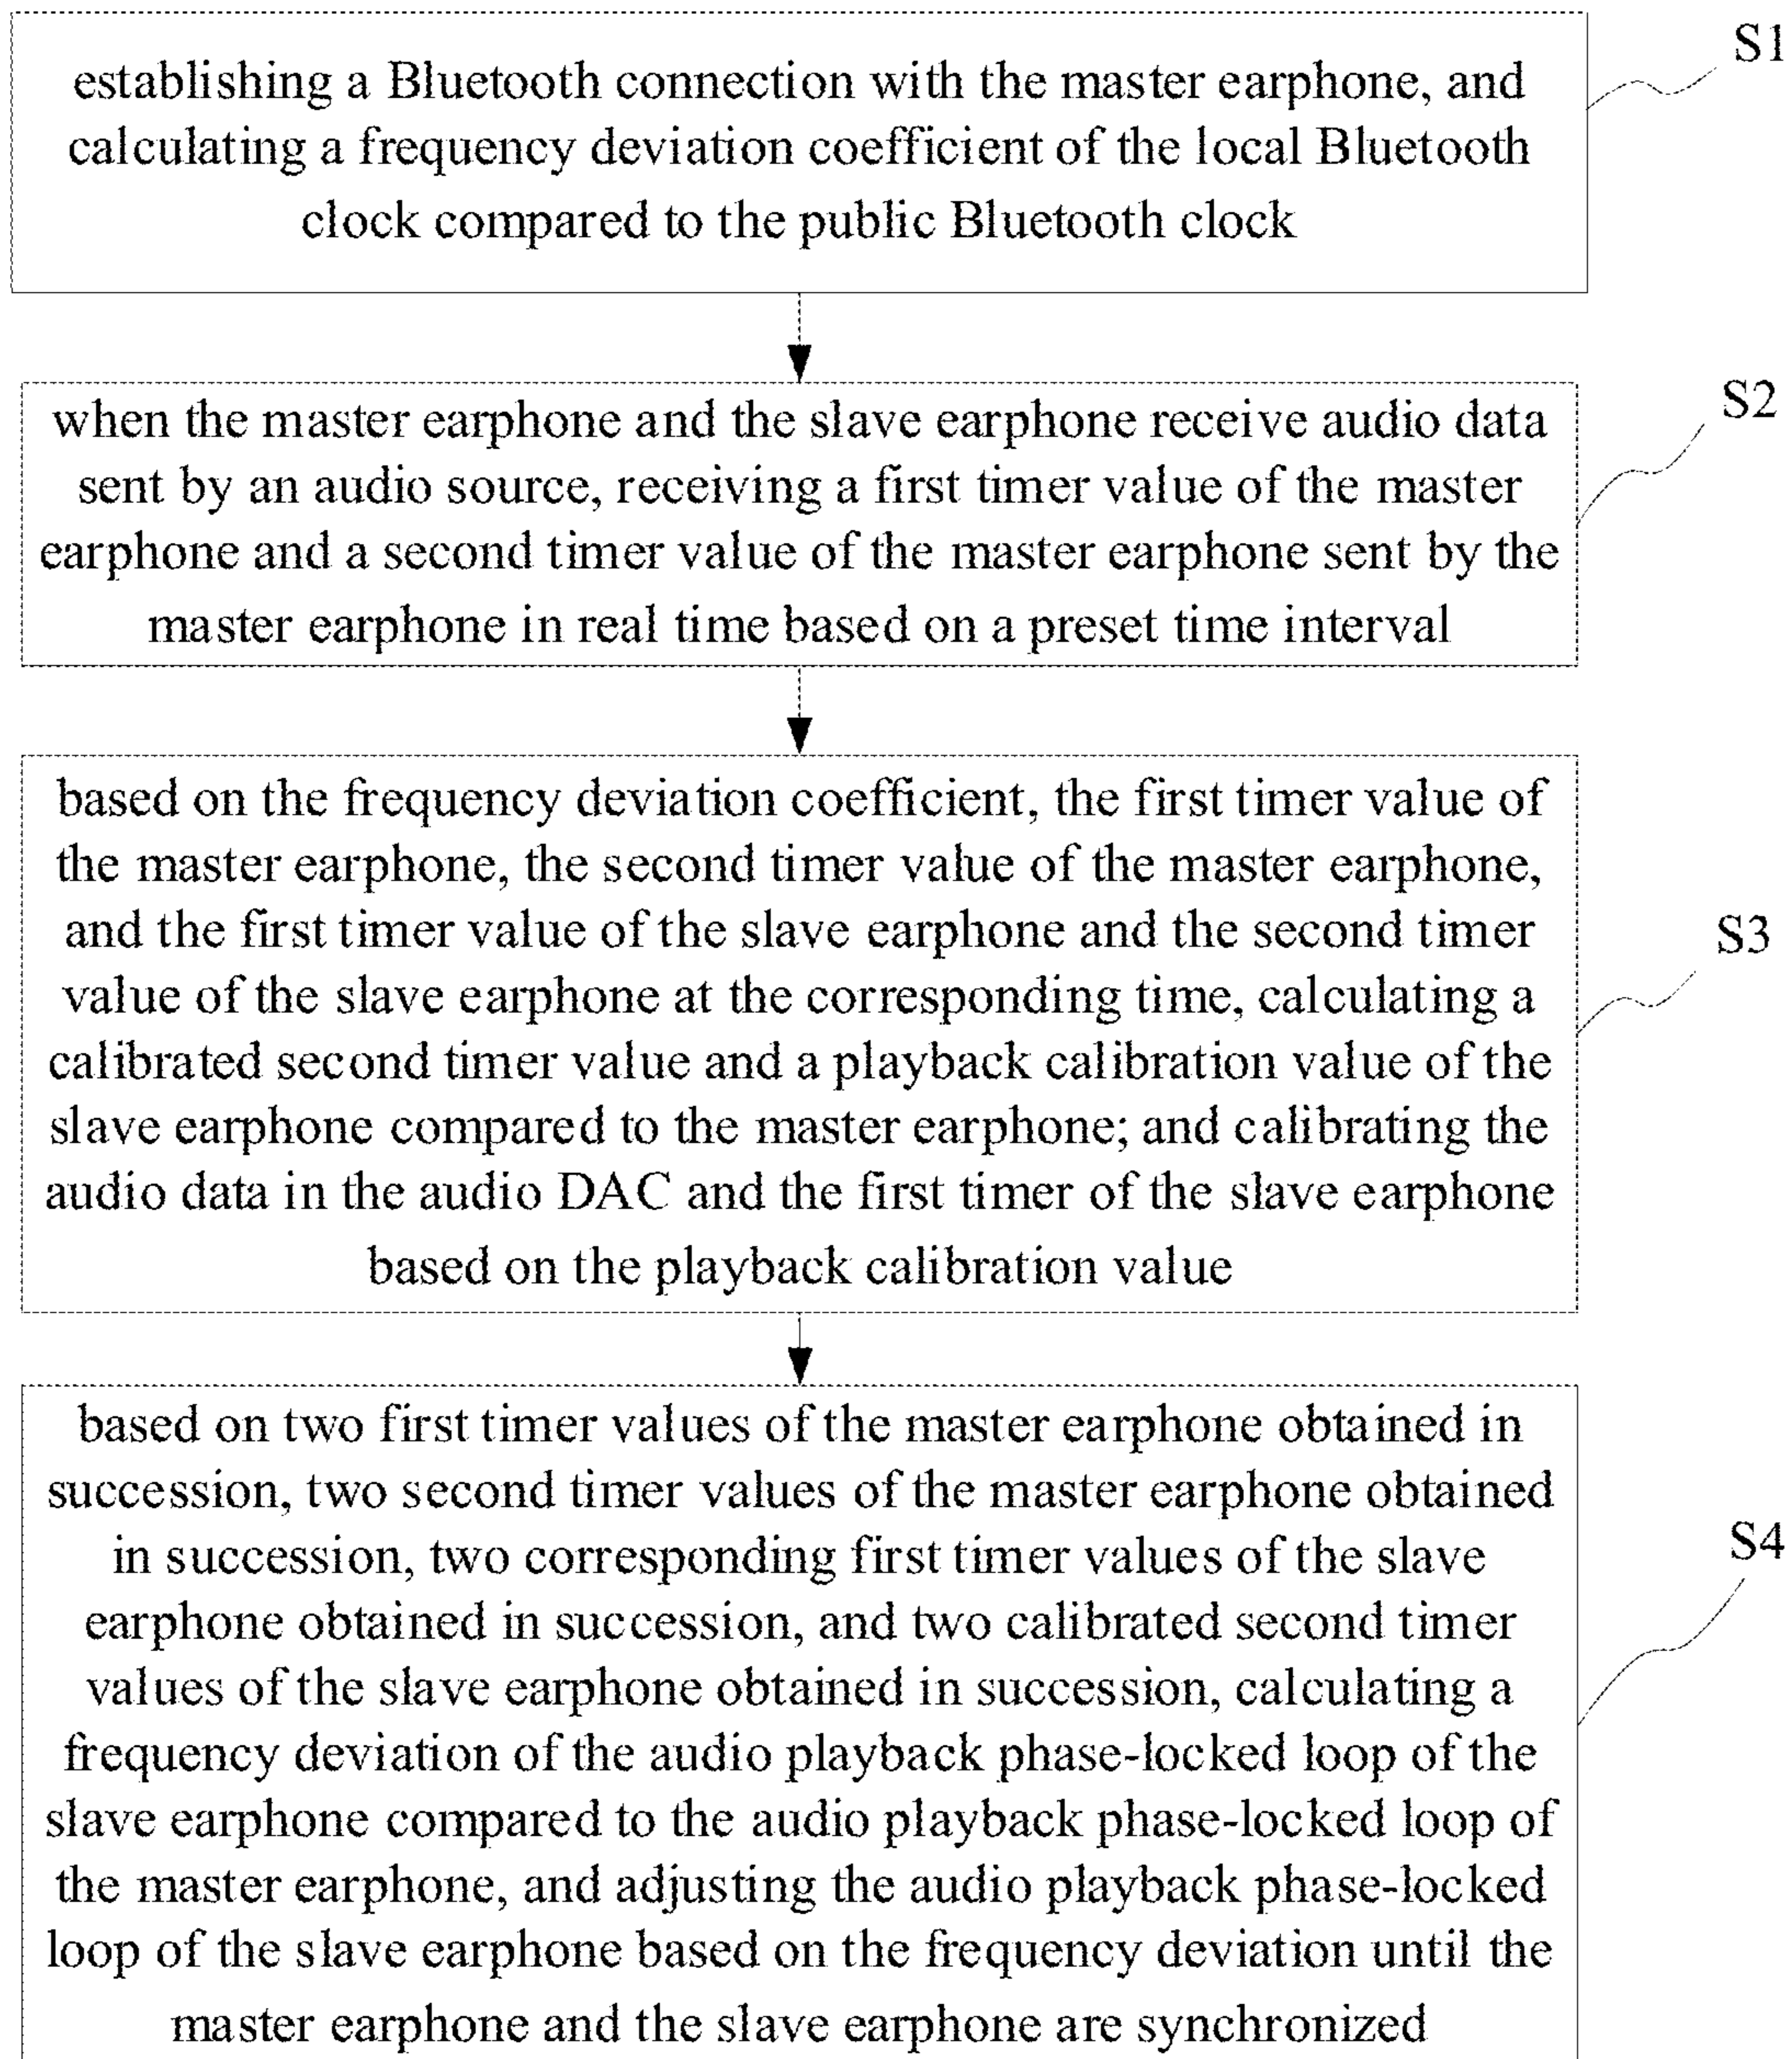 establishing a Bluetooth connection with the master earphone, and
calculating a frequency deviation coefficient of the local Bluetooth
clock compared to the public Bluetooth clock
S1
when the master earphone and the slave earphone receive audio data
sent by an audio source, receiving a first timer value of the master
earphone and a second timer value of the master earphone sent by the
master earphone in real time based on a preset time interval
S2
based on the frequency deviation coefficient, the first timer value of
the master earphone, the second timer value of the master earphone,
and the first timer value of the slave earphone and the second timer
value of the slave earphone at the corresponding time, calculating a
calibrated second timer value and a playback calibration value of the
slave earphone compared to the master earphone; and calibrating the
audio data in the audio DAC and the first timer of the slave earphone
based on the playback calibration value
S3
based on two first timer values of the master earphone obtained in
succession, two second timer values of the master earphone obtained
in succession, two corresponding first timer values of the slave
earphone obtained in succession, and two calibrated second timer
values of the slave earphone obtained in succession, calculating a
frequency deviation of the audio playback phase-locked loop of the
slave earphone compared to the audio playback phase-locked loop of
the master earphone, and adjusting the audio playback phase-locked
loop of the slave earphone based on the frequency deviation until the
master earphone and the slave earphone are synchronized
S4